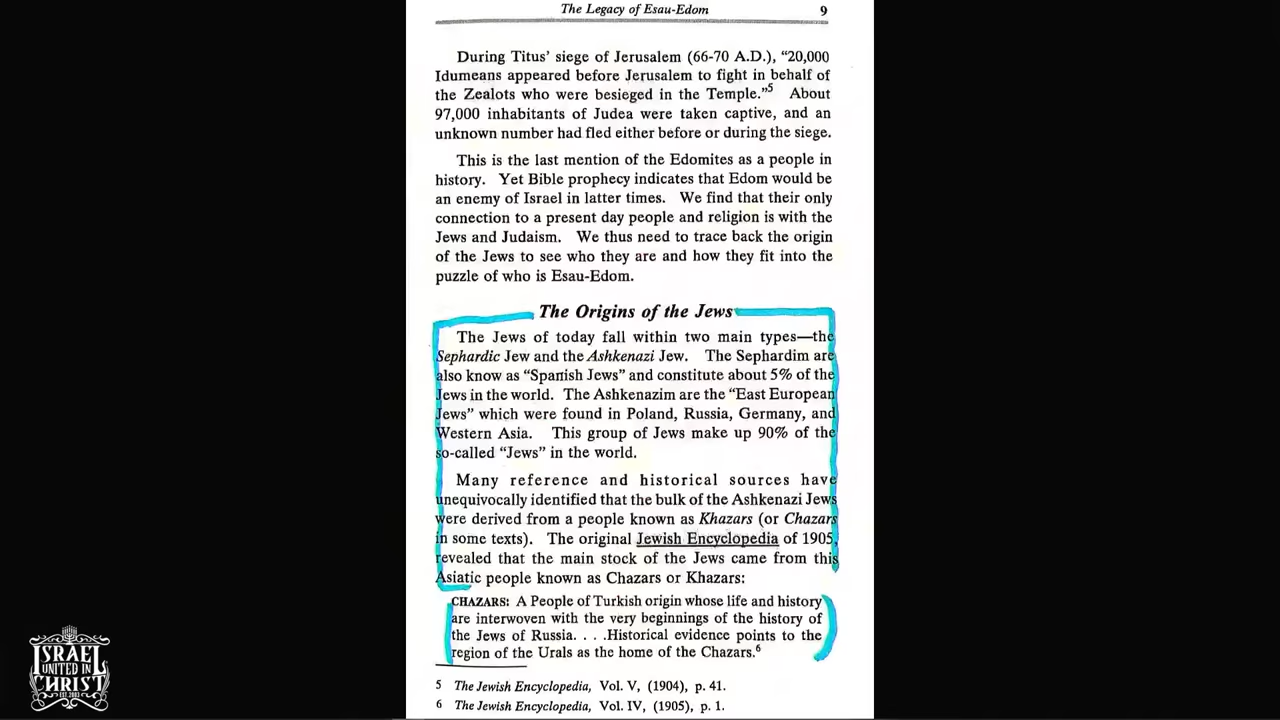 The Legacy of Esau-Edom 9
During Titus' siege of Jerusalem (66-70 A.D.), "20,000
Idumeans appeared before Jerusalem to fight in behalf of
the Zealots who were besieged in the Temple."5 About
97,000 inhabitants of Judea were taken captive, and an
unknown number had fled either before or during the siege.
This is the last mention of the Edomites as a people in
history. Yet Bible prophecy indicates that Edom would be
an enemy of Israel in latter times. We find that their only
connection to a present day people and religion is with the
Jews and Judaism. We thus need to trace back the origin
of the Jews to see who they are and how they fit into the
puzzle of who is Esau-Edom.
The Origins of the Jews
The Jews of today fall within two main types—the
Sephardic Jew and the Ashkenazi Jew. The Sephardim are
also know as "Spanish Jews" and constitute about 5% of the
Jews in the world. The Ashkenazim are the "East European
Jews" which were found in Poland, Russia, Germany, and
Western Asia. This group of Jews make up 90% of the
so-called "Jews" in the world.
Many reference and historical sources have
unequivocally identified that the bulk of the Ashkenazi Jews
were derived from a people known as Khazars (or Chazars
in some texts). The original Jewish Encyclopedia of 1905,
revealed that the main stock of the Jews came from this
Asiatic people known as Chazars or Khazars:
CHAZARS: A People of Turkish origin whose life and history
are interwoven with the very beginnings of the history of
the Jews of Russia. . . .Historical evidence points to the
region of the Urals as the home of the Chazars.6
5 The Jewish Encyclopedia, Vol. V, (1904), p. 41.
6 The Jewish Encyclopedia, Vol. IV, (1905), p. 1.
ISRAEL
UNITED IN
CHRIST
EST. 2003